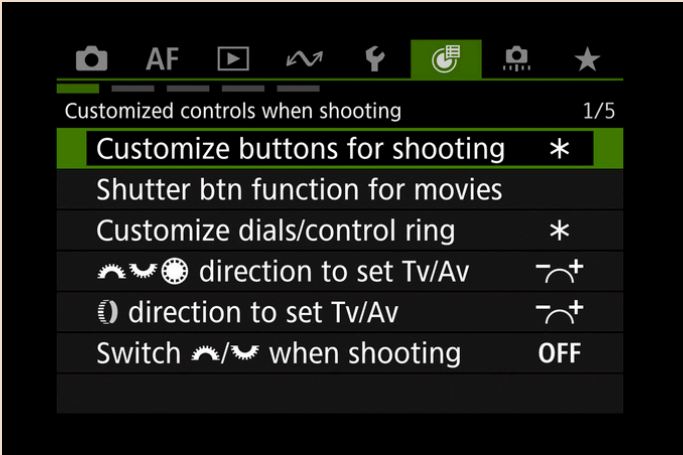 AF
Customized controls when shooting 1/5
Customize buttons for shooting *
Shutter btn function for movies
Customize dials/control ring *
direction to set Tv/Av -+
direction to set Tv/Av -+
Switch / when shooting OFF